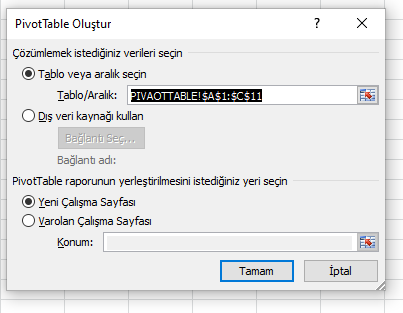 PivotTable Oluştur
Çözümlemek istediğiniz verileri seçin
Tablo veya aralık seçin
Tablo/Aralık: PIVAOTTABLE!$A$1:$C$11
Dış veri kaynağı kullan
Bağlantı Seç...
Bağlantı adı:
PivotTable raporunun yerleştirilmesini istediğiniz yeri seçin
Yeni Çalışma Sayfası
Varolan Çalışma Sayfası
Konum:
Tamam İptal